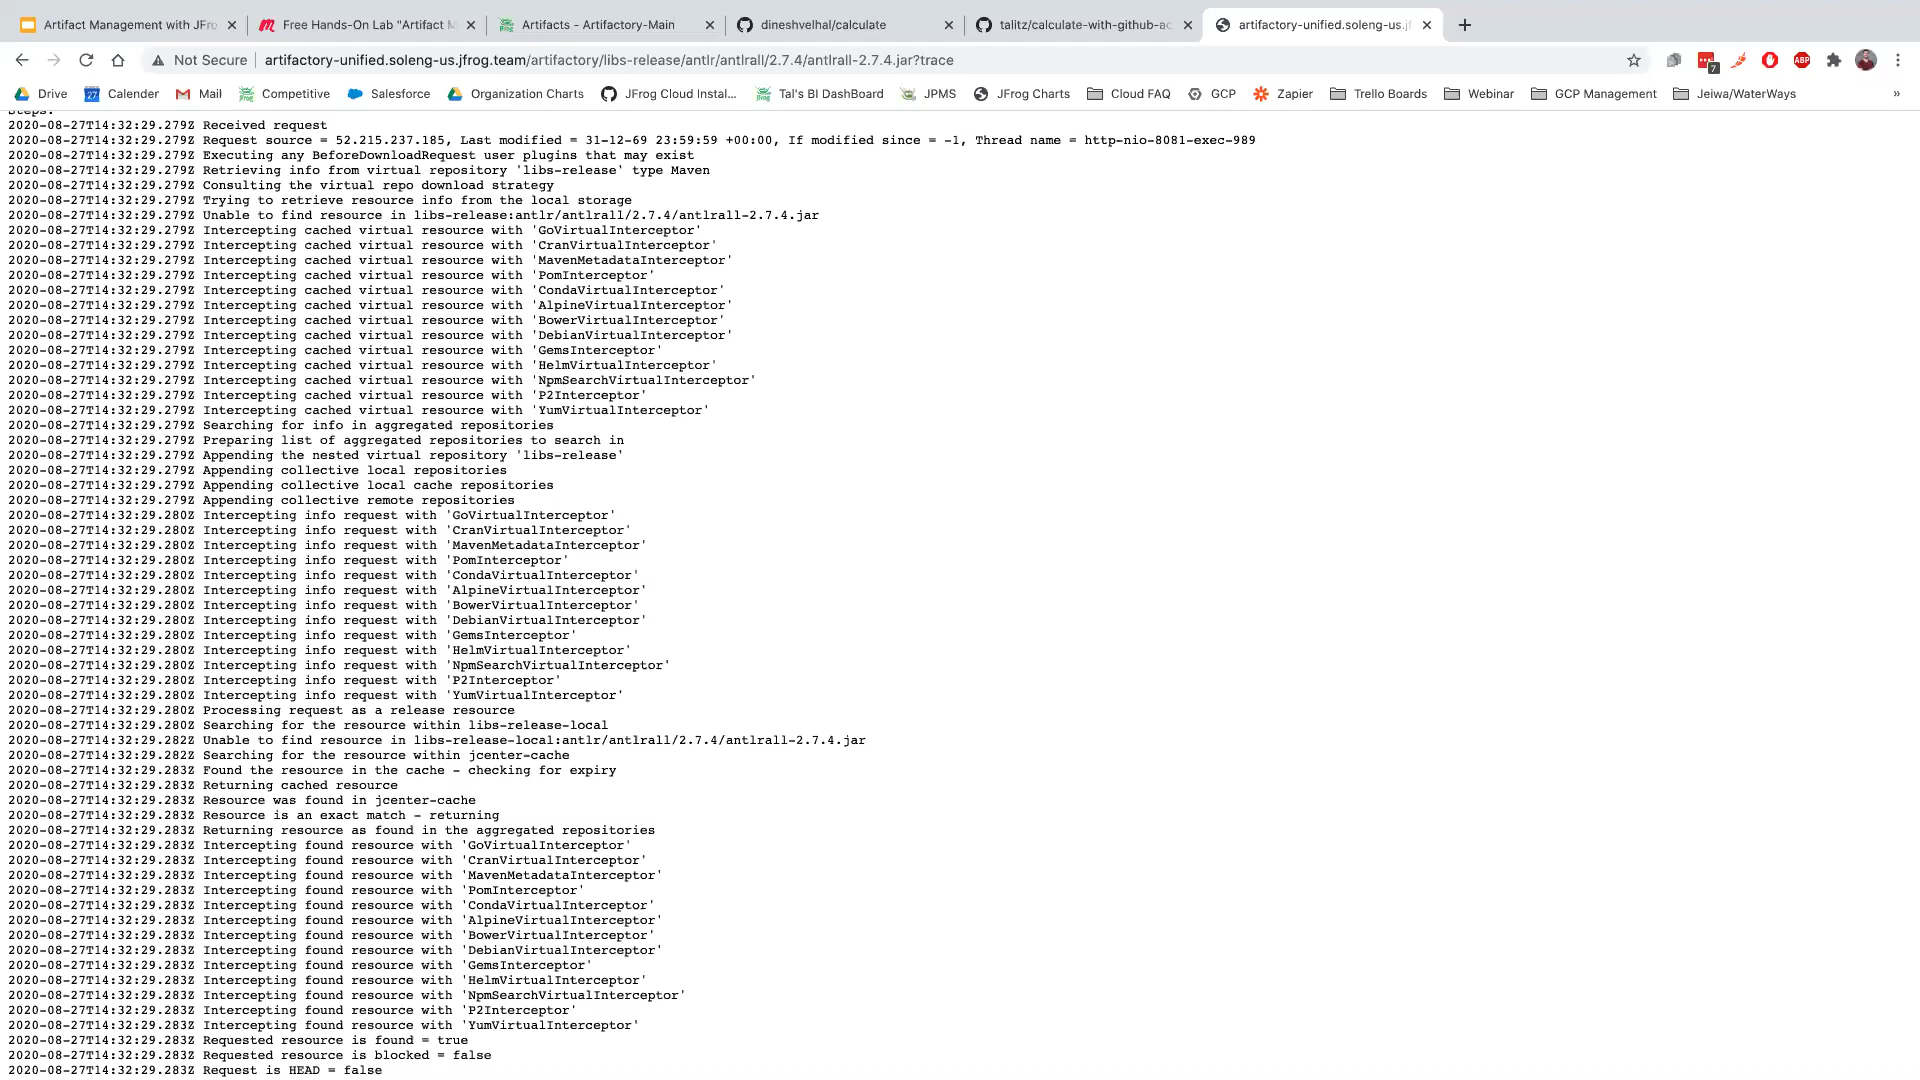 Artifact Management with JFro
Free Hands-On Lab "Artifact M
Artifacts - Artifactory-Main
dineshvelhal/calculate
talitz/calculate-with-github-ac
artifactory-unified.soleng-us.jf
Not Secure
artifactory-unified.soleng-us.jfrog.team/artifactory/libs-release/antlr/antlrall/2.7.4/antlrall-2.7.4.jar?trace
7
ABP
Drive
27
Calender
Mail
Competitive
Salesforce
Organization Charts
JFrog Cloud Instal...
Tal's BI DashBoard
JPMS
JFrog Charts
Cloud FAQ
GCP
Zapier
Trello Boards
Webinar
GCP Management
Jeiwa/WaterWays
»
Steps:
2020-08-27T14:32:29.279Z Received request
2020-08-27T14:32:29.279Z Request source = 52.215.237.185, Last modified = 31-12-69 23:59:59 +00:00, If modified since = -1, Thread name = http-nio-8081-exec-989
2020-08-27T14:32:29.279Z Executing any BeforeDownloadRequest user plugins that may exist
2020-08-27T14:32:29.279Z Retrieving info from virtual repository 'libs-release' type Maven
2020-08-27T14:32:29.279Z Consulting the virtual repo download strategy
2020-08-27T14:32:29.279Z Trying to retrieve resource info from the local storage
2020-08-27T14:32:29.279Z Unable to find resource in libs-release:antlr/antlrall/2.7.4/antlrall-2.7.4.jar
2020-08-27T14:32:29.279Z Intercepting cached virtual resource with 'GoVirtualInterceptor'
2020-08-27T14:32:29.279Z Intercepting cached virtual resource with 'CranVirtualInterceptor'
2020-08-27T14:32:29.279Z Intercepting cached virtual resource with 'MavenMetadataInterceptor'
2020-08-27T14:32:29.279Z Intercepting cached virtual resource with 'PomInterceptor'
2020-08-27T14:32:29.279Z Intercepting cached virtual resource with 'CondaVirtualInterceptor'
2020-08-27T14:32:29.279Z Intercepting cached virtual resource with 'AlpineVirtualInterceptor'
2020-08-27T14:32:29.279Z Intercepting cached virtual resource with 'BowerVirtualInterceptor'
2020-08-27T14:32:29.279Z Intercepting cached virtual resource with 'DebianVirtualInterceptor'
2020-08-27T14:32:29.279Z Intercepting cached virtual resource with 'GemsInterceptor'
2020-08-27T14:32:29.279Z Intercepting cached virtual resource with 'HelmVirtualInterceptor'
2020-08-27T14:32:29.279Z Intercepting cached virtual resource with 'NpmSearchVirtualInterceptor'
2020-08-27T14:32:29.279Z Intercepting cached virtual resource with 'P2Interceptor'
2020-08-27T14:32:29.279Z Intercepting cached virtual resource with 'YumVirtualInterceptor'
2020-08-27T14:32:29.279Z Searching for info in aggregated repositories
2020-08-27T14:32:29.279Z Preparing list of aggregated repositories to search in
2020-08-27T14:32:29.279Z Appending the nested virtual repository 'libs-release'
2020-08-27T14:32:29.279Z Appending collective local repositories
2020-08-27T14:32:29.279Z Appending collective local cache repositories
2020-08-27T14:32:29.279Z Appending collective remote repositories
2020-08-27T14:32:29.280Z Intercepting info request with 'GoVirtualInterceptor'
2020-08-27T14:32:29.280Z Intercepting info request with 'CranVirtualInterceptor'
2020-08-27T14:32:29.280Z Intercepting info request with 'MavenMetadataInterceptor'
2020-08-27T14:32:29.280Z Intercepting info request with 'PomInterceptor'
2020-08-27T14:32:29.280Z Intercepting info request with 'CondaVirtualInterceptor'
2020-08-27T14:32:29.280Z Intercepting info request with 'AlpineVirtualInterceptor'
2020-08-27T14:32:29.280Z Intercepting info request with 'BowerVirtualInterceptor'
2020-08-27T14:32:29.280Z Intercepting info request with 'DebianVirtualInterceptor'
2020-08-27T14:32:29.280Z Intercepting info request with 'GemsInterceptor'
2020-08-27T14:32:29.280Z Intercepting info request with 'HelmVirtualInterceptor'
2020-08-27T14:32:29.280Z Intercepting info request with 'NpmSearchVirtualInterceptor'
2020-08-27T14:32:29.280Z Intercepting info request with 'P2Interceptor'
2020-08-27T14:32:29.280Z Intercepting info request with 'YumVirtualInterceptor'
2020-08-27T14:32:29.280Z Processing request as a release resource
2020-08-27T14:32:29.280Z Searching for the resource within libs-release-local
2020-08-27T14:32:29.282Z Unable to find resource in libs-release-local:antlr/antlrall/2.7.4/antlrall-2.7.4.jar
2020-08-27T14:32:29.282Z Searching for the resource within jcenter-cache
2020-08-27T14:32:29.283Z Found the resource in the cache - checking for expiry
2020-08-27T14:32:29.283Z Returning cached resource
2020-08-27T14:32:29.283Z Resource was found in jcenter-cache
2020-08-27T14:32:29.283Z Resource is an exact match - returning
2020-08-27T14:32:29.283Z Returning resource as found in the aggregated repositories
2020-08-27T14:32:29.283Z Intercepting found resource with 'GoVirtualInterceptor'
2020-08-27T14:32:29.283Z Intercepting found resource with 'CranVirtualInterceptor'
2020-08-27T14:32:29.283Z Intercepting found resource with 'MavenMetadataInterceptor'
2020-08-27T14:32:29.283Z Intercepting found resource with 'PomInterceptor'
2020-08-27T14:32:29.283Z Intercepting found resource with 'CondaVirtualInterceptor'
2020-08-27T14:32:29.283Z Intercepting found resource with 'AlpineVirtualInterceptor'
2020-08-27T14:32:29.283Z Intercepting found resource with 'BowerVirtualInterceptor'
2020-08-27T14:32:29.283Z Intercepting found resource with 'DebianVirtualInterceptor'
2020-08-27T14:32:29.283Z Intercepting found resource with 'GemsInterceptor'
2020-08-27T14:32:29.283Z Intercepting found resource with 'HelmVirtualInterceptor'
2020-08-27T14:32:29.283Z Intercepting found resource with 'NpmSearchVirtualInterceptor'
2020-08-27T14:32:29.283Z Intercepting found resource with 'P2Interceptor'
2020-08-27T14:32:29.283Z Intercepting found resource with 'YumVirtualInterceptor'
2020-08-27T14:32:29.283Z Requested resource is found = true
2020-08-27T14:32:29.283Z Requested resource is blocked = false
2020-08-27T14:32:29.283Z Request is HEAD = false